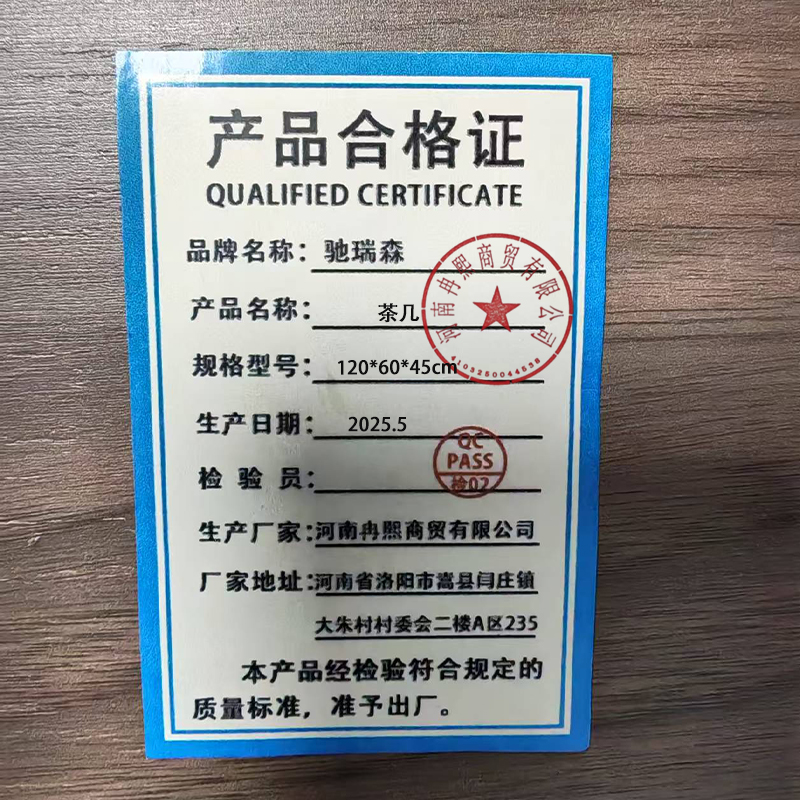 产品合格证
QUALIFIED CERTIFICATE
品牌名称：驰瑞森
产品名称：茶几
规格型号：120*60*45cm
生产日期：2025.5
检 验 员：
QC
PASS
检02
生产厂家：河南冉熙商贸有限公司
厂家地址：河南省洛阳市嵩县闫庄镇
大朱村村委会二楼A区235
本产品经检验符合规定的
质量标准，准予出厂。
河南冉熙商贸有限公司
4103250044538